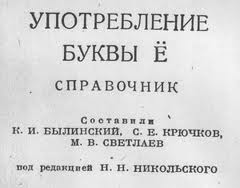 УПОТРЕБЛЕНИЕ
БУКВЫ Ё
СПРАВОЧНИК
Составили
К. И. БЫЛИНСКИЙ, С. Е. КРЮЧКОВ,
М. В. СВЕТЛАЕВ
под редакцией Н. Н. НИКОЛЬСКОГО